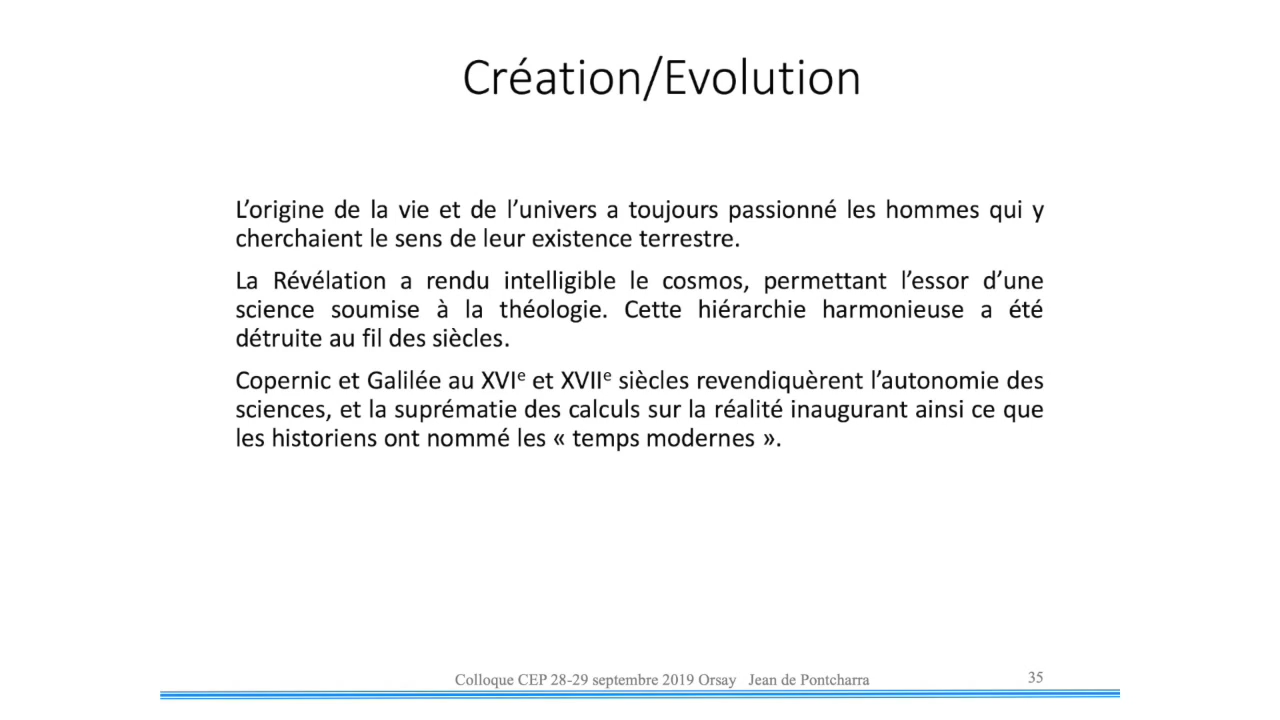 Création/Evolution
L’origine de la vie et de l’univers a toujours passionné les hommes qui y
cherchaient le sens de leur existence terrestre.
La Révélation a rendu intelligible le cosmos, permettant l’essor d’une
science soumise à la théologie. Cette hiérarchie harmonieuse a été
détruite au fil des siècles.
Copernic et Galilée au XVIe et XVIIe siècles revendiquèrent l’autonomie des
sciences, et la suprématie des calculs sur la réalité inaugurant ainsi ce que
les historiens ont nommé les « temps modernes ».
Colloque CEP 28-29 septembre 2019 Orsay Jean de Pontcharra
35